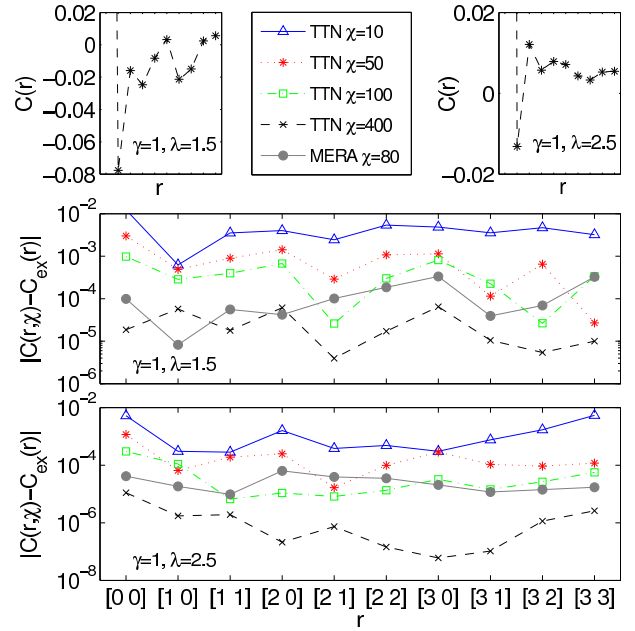 0.02
0
−0.02
−0.04
−0.06
−0.08
C(r)
γ=1, λ=1.5
r
TTN χ=10
TTN χ=50
TTN χ=100
TTN χ=400
MERA χ=80
0.02
0
−0.02
C(r)
γ=1, λ=2.5
r
10⁻²
10⁻³
10⁻⁴
10⁻⁵
10⁻⁶
|C(r,χ)−Cₑₓ(r)|
γ=1, λ=1.5
10⁻²
10⁻⁴
10⁻⁶
10⁻⁸
|C(r,χ)−Cₑₓ(r)|
γ=1, λ=2.5
[0 0] [1 0] [1 1] [2 0] [2 1] [2 2] [3 0] [3 1] [3 2] [3 3]
r